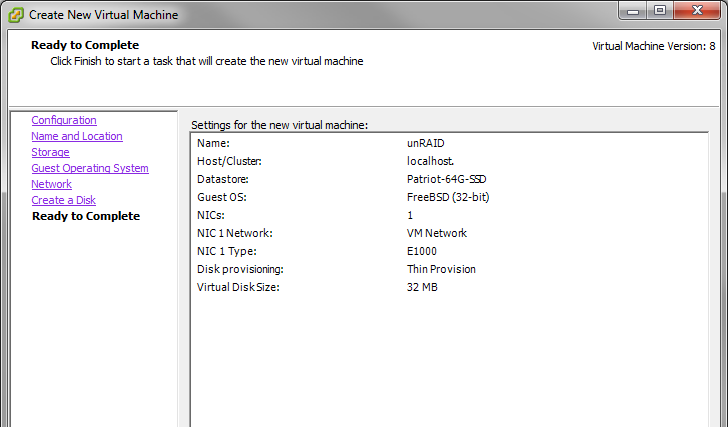 Create New Virtual Machine
Ready to Complete
Click Finish to start a task that will create the new virtual machine
Virtual Machine Version: 8
Configuration
Name and Location
Storage
Guest Operating System
Network
Create a Disk
Ready to Complete
Settings for the new virtual machine:
Name: unRAID
Host/Cluster: localhost.
Datastore: Patriot-64G-SSD
Guest OS: FreeBSD (32-bit)
NICs: 1
NIC 1 Network: VM Network
NIC 1 Type: E1000
Disk provisioning: Thin Provision
Virtual Disk Size: 32 MB